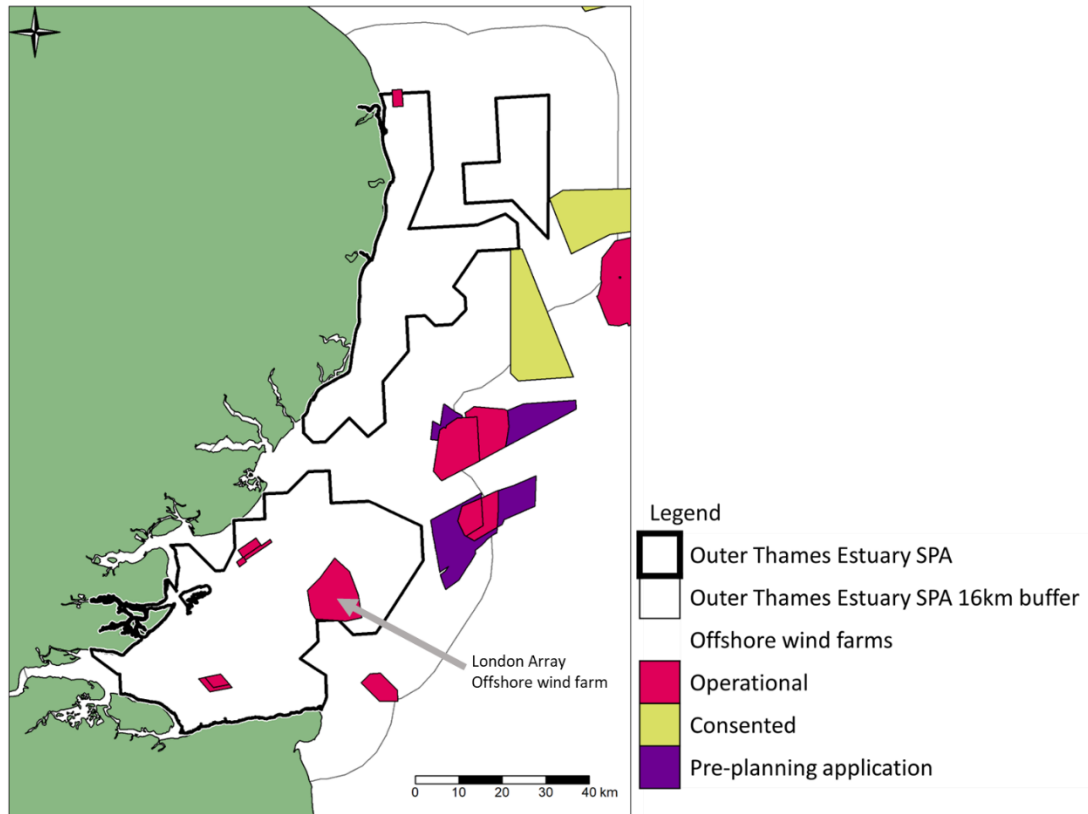 London Array
Offshore wind farm
0 10 20 30 40 km
Legend
Outer Thames Estuary SPA
Outer Thames Estuary SPA 16km buffer
Offshore wind farms
Operational
Consented
Pre-planning application